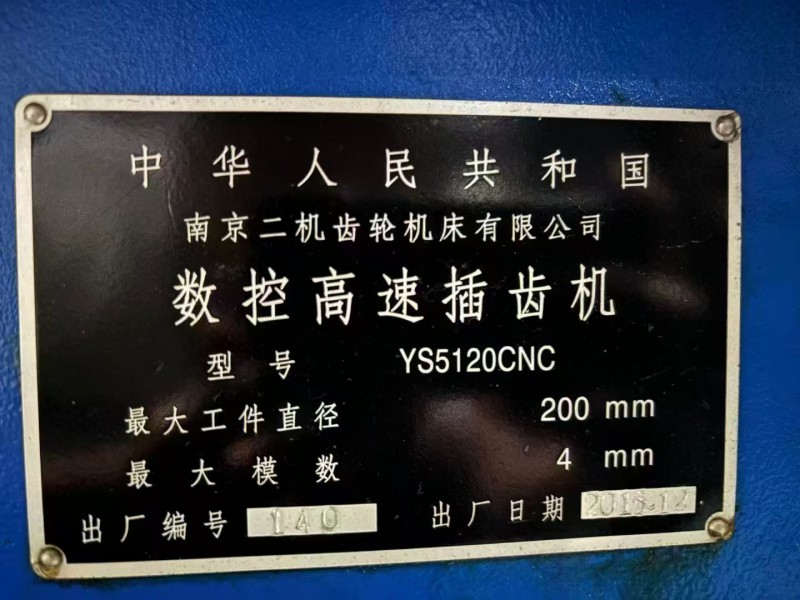 中华人民共和国
南京二机齿轮机床有限公司
数控高速插齿机
型号 YS5120CNC
最大工件直径 200 mm
最大模数 4 mm
出厂编号 140 出厂日期 2018.12